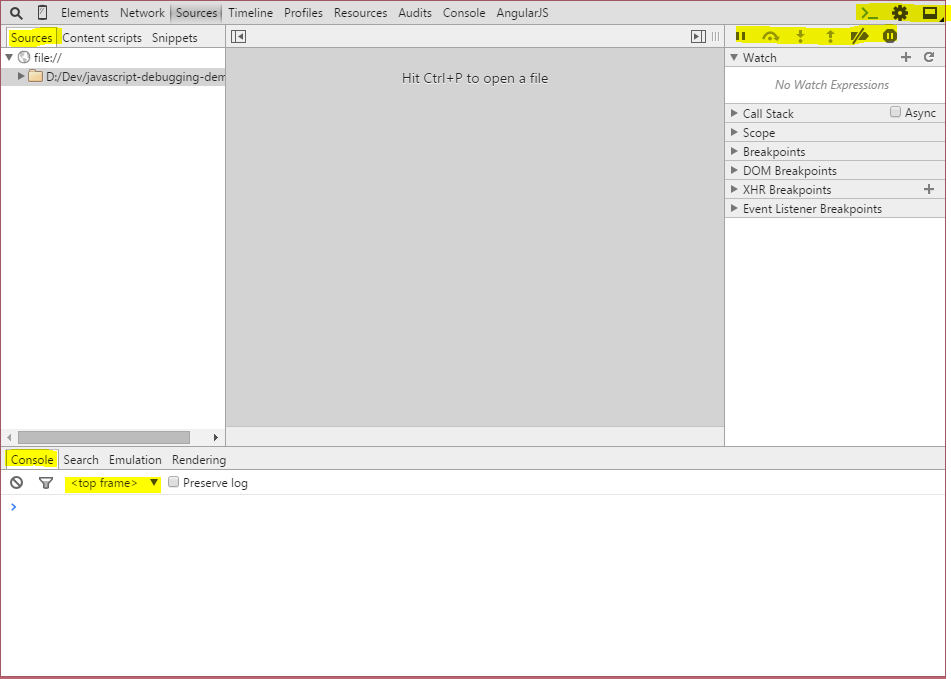 Elements Network Sources Timeline Profiles Resources Audits Console AngularJS
Sources Content scripts Snippets
file://
D:/Dev/javascript-debugging-dem
Hit Ctrl+P to open a file
Watch
No Watch Expressions
Call Stack Async
Scope
Breakpoints
DOM Breakpoints
XHR Breakpoints
Event Listener Breakpoints
Console Search Emulation Rendering
<top frame> Preserve log